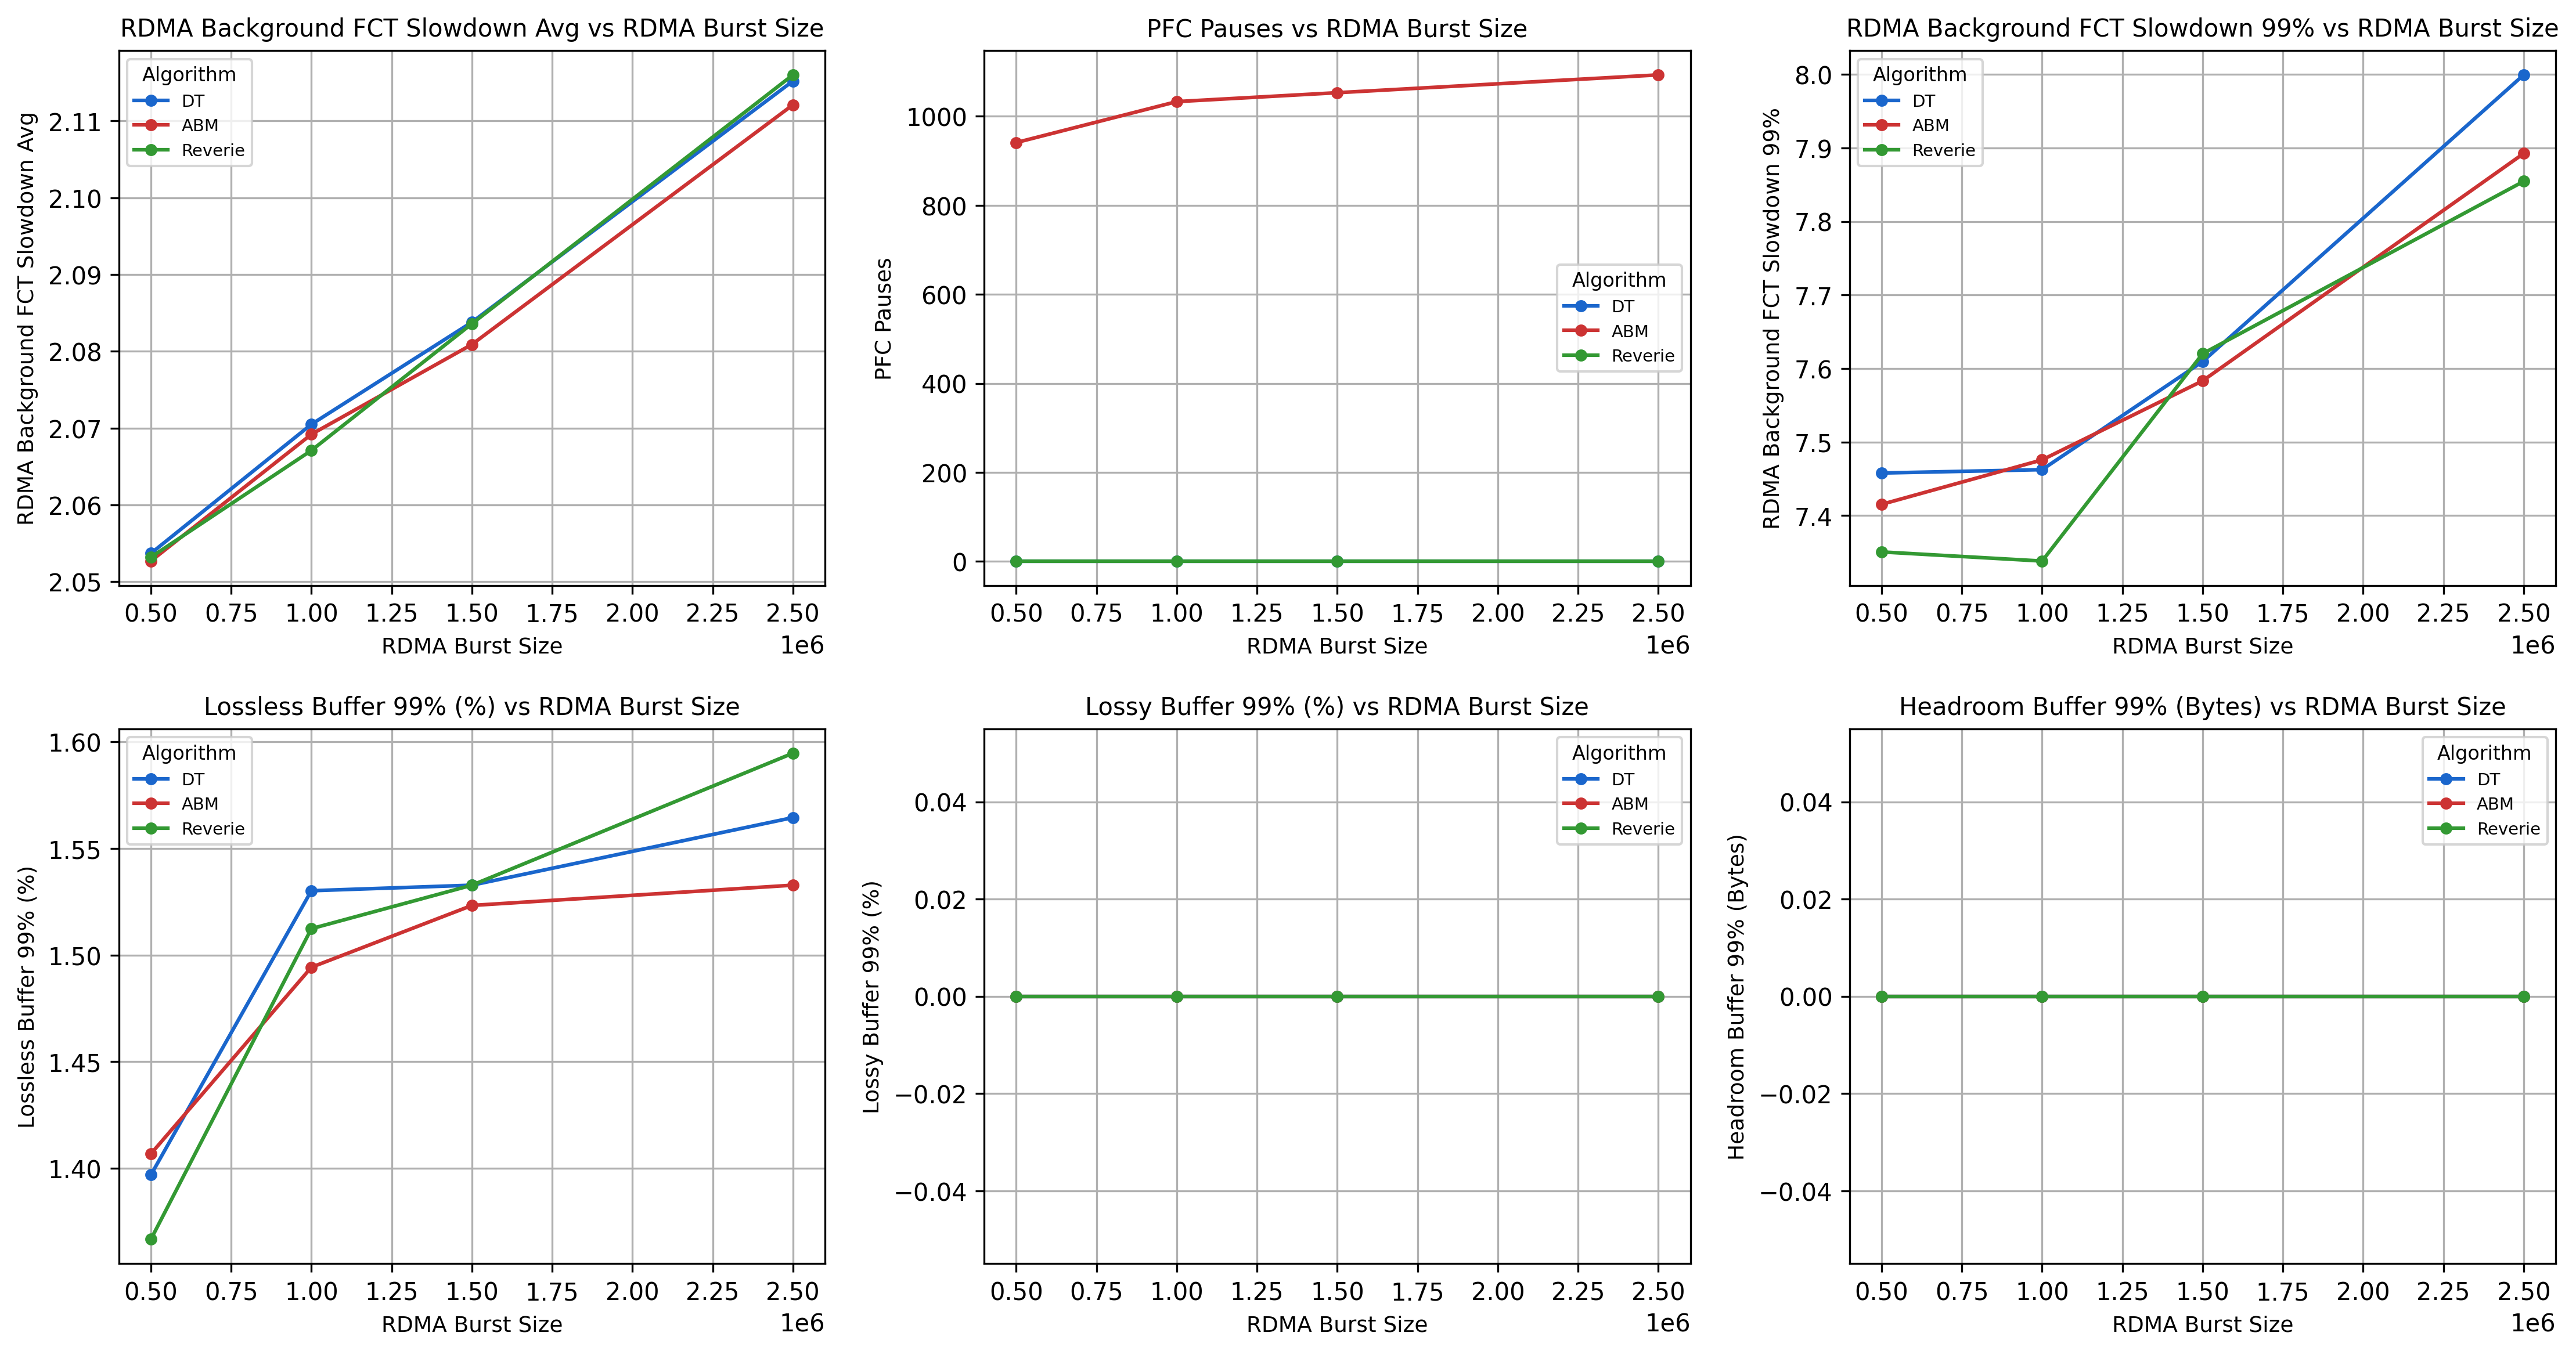 RDMA Background FCT Slowdown Avg vs RDMA Burst Size
RDMA Background FCT Slowdown Avg
2.11
2.10
2.09
2.08
2.07
2.06
2.05
Algorithm
DT
ABM
Reverie
0.50 0.75 1.00 1.25 1.50 1.75 2.00 2.25 2.50
RDMA Burst Size
1e6
PFC Pauses vs RDMA Burst Size
PFC Pauses
1000
800
600
400
200
0
Algorithm
DT
ABM
Reverie
0.50 0.75 1.00 1.25 1.50 1.75 2.00 2.25 2.50
RDMA Burst Size
1e6
RDMA Background FCT Slowdown 99% vs RDMA Burst Size
RDMA Background FCT Slowdown 99%
8.0
7.9
7.8
7.7
7.6
7.5
7.4
Algorithm
DT
ABM
Reverie
0.50 0.75 1.00 1.25 1.50 1.75 2.00 2.25 2.50
RDMA Burst Size
1e6
Lossless Buffer 99% (%) vs RDMA Burst Size
Lossless Buffer 99% (%)
1.60
1.55
1.50
1.45
1.40
Algorithm
DT
ABM
Reverie
0.50 0.75 1.00 1.25 1.50 1.75 2.00 2.25 2.50
RDMA Burst Size
1e6
Lossy Buffer 99% (%) vs RDMA Burst Size
Lossy Buffer 99% (%)
0.04
0.02
0.00
−0.02
−0.04
Algorithm
DT
ABM
Reverie
0.50 0.75 1.00 1.25 1.50 1.75 2.00 2.25 2.50
RDMA Burst Size
1e6
Headroom Buffer 99% (Bytes) vs RDMA Burst Size
Headroom Buffer 99% (Bytes)
0.04
0.02
0.00
−0.02
−0.04
Algorithm
DT
ABM
Reverie
0.50 0.75 1.00 1.25 1.50 1.75 2.00 2.25 2.50
RDMA Burst Size
1e6